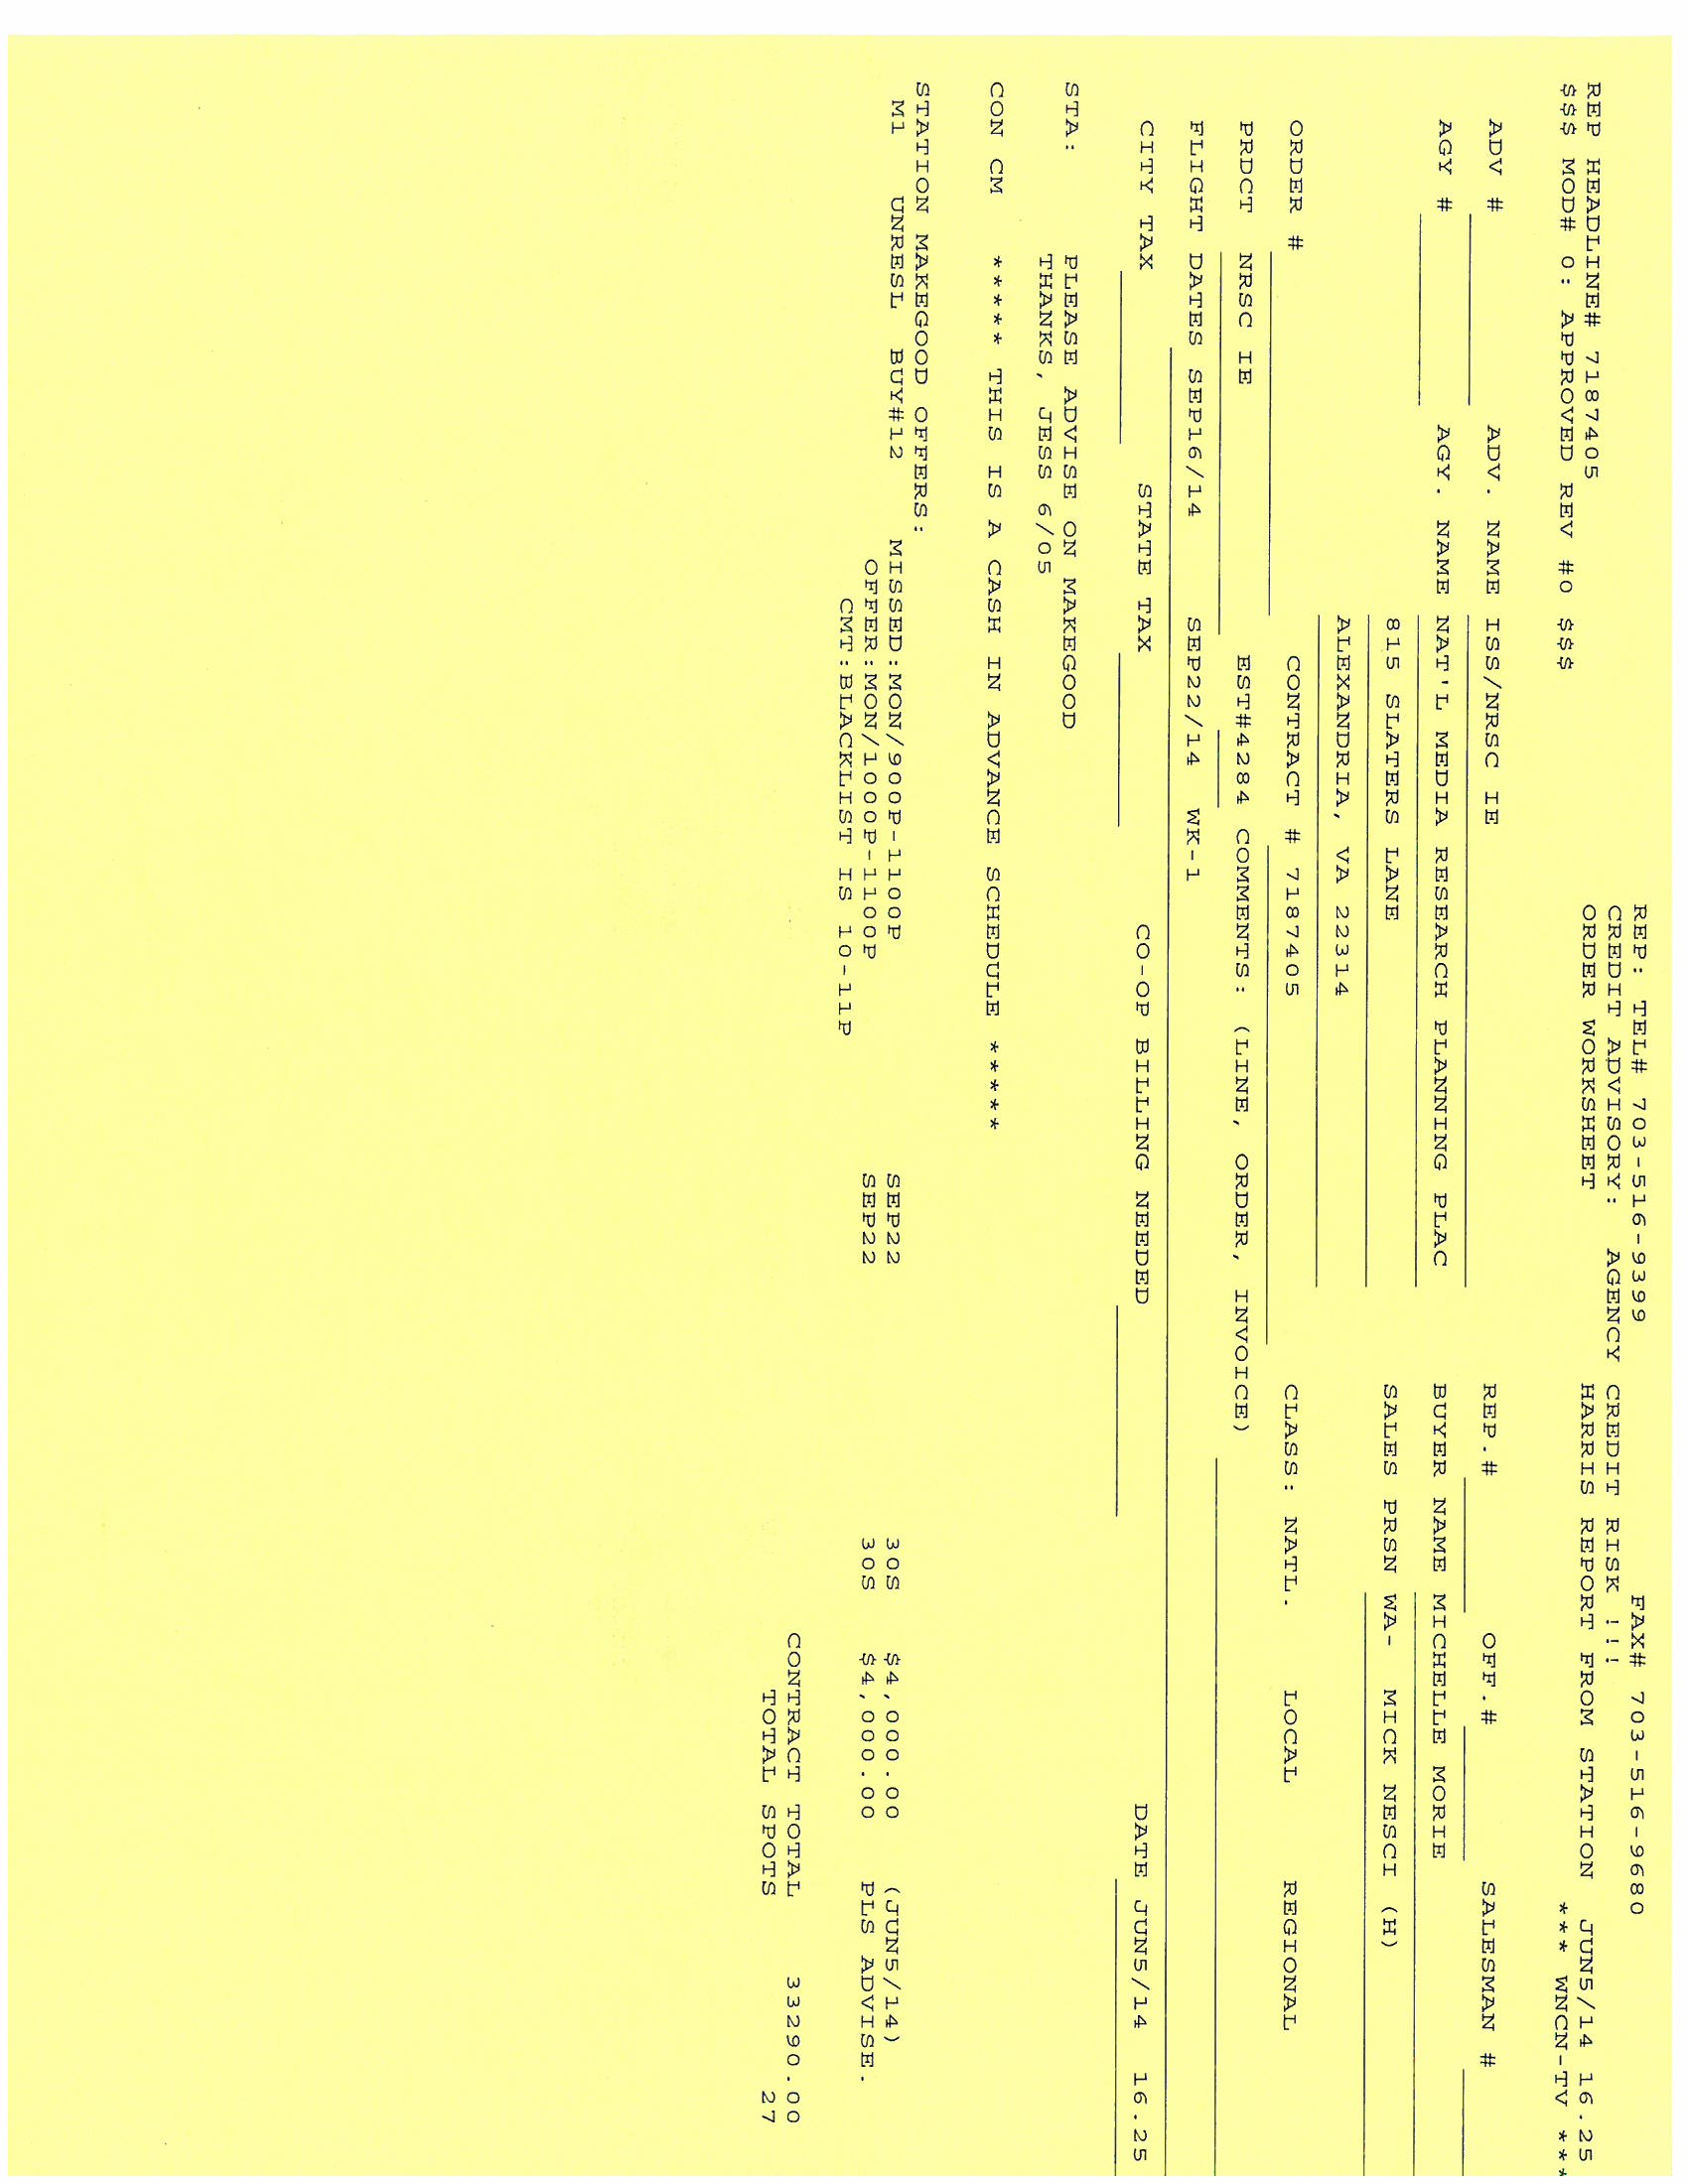 REP: TEL# 703-516-9399 FAX# 703-516-9680
CREDIT ADVISORY: AGENCY CREDIT RISK !!!
REP HEADLINE# 7187405 ORDER WORKSHEET HARRIS REPORT FROM STATION JUN5/14 16.25
$$$ MOD# 0: APPROVED REV #0 $$$ *** WNCN-TV ***
ADV # ADV. NAME ISS/NRSC IE REP.# OFF.# SALESMAN #
AGY # AGY. NAME NAT'L MEDIA RESEARCH PLANNING PLAC BUYER NAME MICHELLE MORIE
815 SLATERS LANE SALES PRSN WA- MICK NESCI (H)
ALEXANDRIA, VA 22314
ORDER # CONTRACT # 7187405 CLASS: NATL. LOCAL REGIONAL
PRDCT NRSC IE EST#4284 COMMENTS: (LINE, ORDER, INVOICE)
FLIGHT DATES SEP16/14 SEP22/14 WK-1
CITY TAX STATE TAX CO-OP BILLING NEEDED DATE JUN5/14 16.25
STA: PLEASE ADVISE ON MAKEGOOD
THANKS, JESS 6/05
CON CM ***** THIS IS A CASH IN ADVANCE SCHEDULE *****
STATION MAKEGOOD OFFERS:
M1 UNRESL BUY#12 MISSED:MON/900P-1100P SEP22 30S $4,000.00 (JUN5/14)
OFFER:MON/1000P-1100P SEP22 30S $4,000.00 PLS ADVISE.
CMT:BLACKLIST IS 10-11P
CONTRACT TOTAL 33290.00
TOTAL SPOTS 27